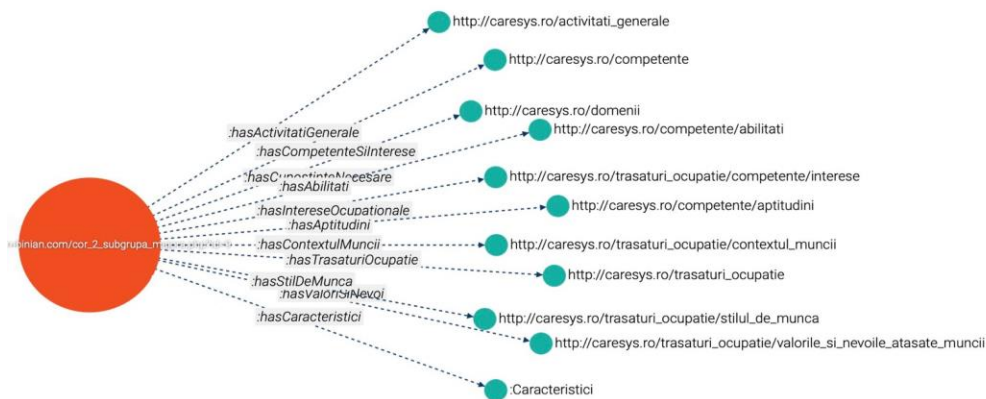 http://caresys.ro/activitati_generale
http://caresys.ro/competente
http://caresys.ro/domenii
http://caresys.ro/competente/abilitati
:hasActivitatiGenerale
:hasCompetenteSiInterese
:hasCunostinteNecesare
:hasAbilitati
http://caresys.ro/trasaturi_ocupatie/competente/interese
http://caresys.ro/competente/aptitudini
:hasIntereseOcupationale
:hasAptitudini
:hasContextulMuncii
http://caresys.ro/trasaturi_ocupatie/contextul_muncii
:hasTrasaturiOcupatie
http://caresys.ro/trasaturi_ocupatie
:hasStilDeMunca
:hasValoriSiNevoi
:hasCaracteristici
http://caresys.ro/trasaturi_ocupatie/stilul_de_munca
http://caresys.ro/trasaturi_ocupatie/valorile_si_nevoile_atasate_muncii
:Caracteristici